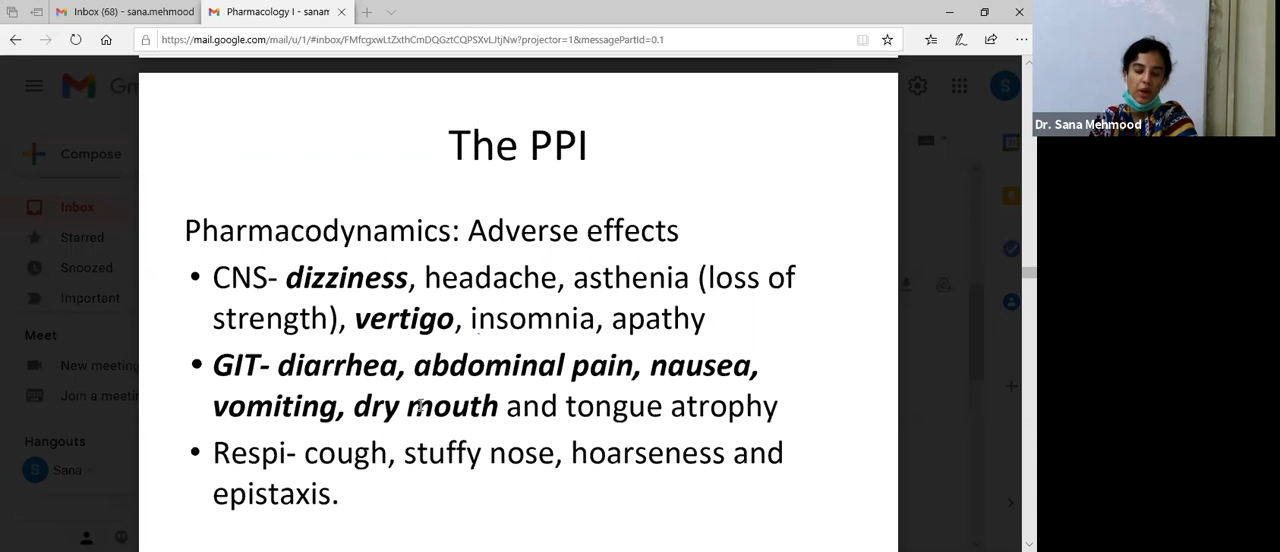 Inbox (68) - sana.mehmood
Pharmacology I - sanam
https://mail.google.com/mail/u/1/#inbox/FMfcgxwLtZxthCmDQGztCQPSXvLJtjNw?projector=1&messagePartId=0.1
Compose
Inbox
Starred
Snoozed
Important
Meet
New meeting
Join a meetin
Hangouts
S
Sana
S
The PPI
Pharmacodynamics: Adverse effects
• CNS- dizziness, headache, asthenia (loss of
strength), vertigo, insomnia, apathy
• GIT- diarrhea, abdominal pain, nausea,
vomiting, dry mouth and tongue atrophy
• Respi- cough, stuffy nose, hoarseness and
epistaxis.
Dr. Sana Mehmood